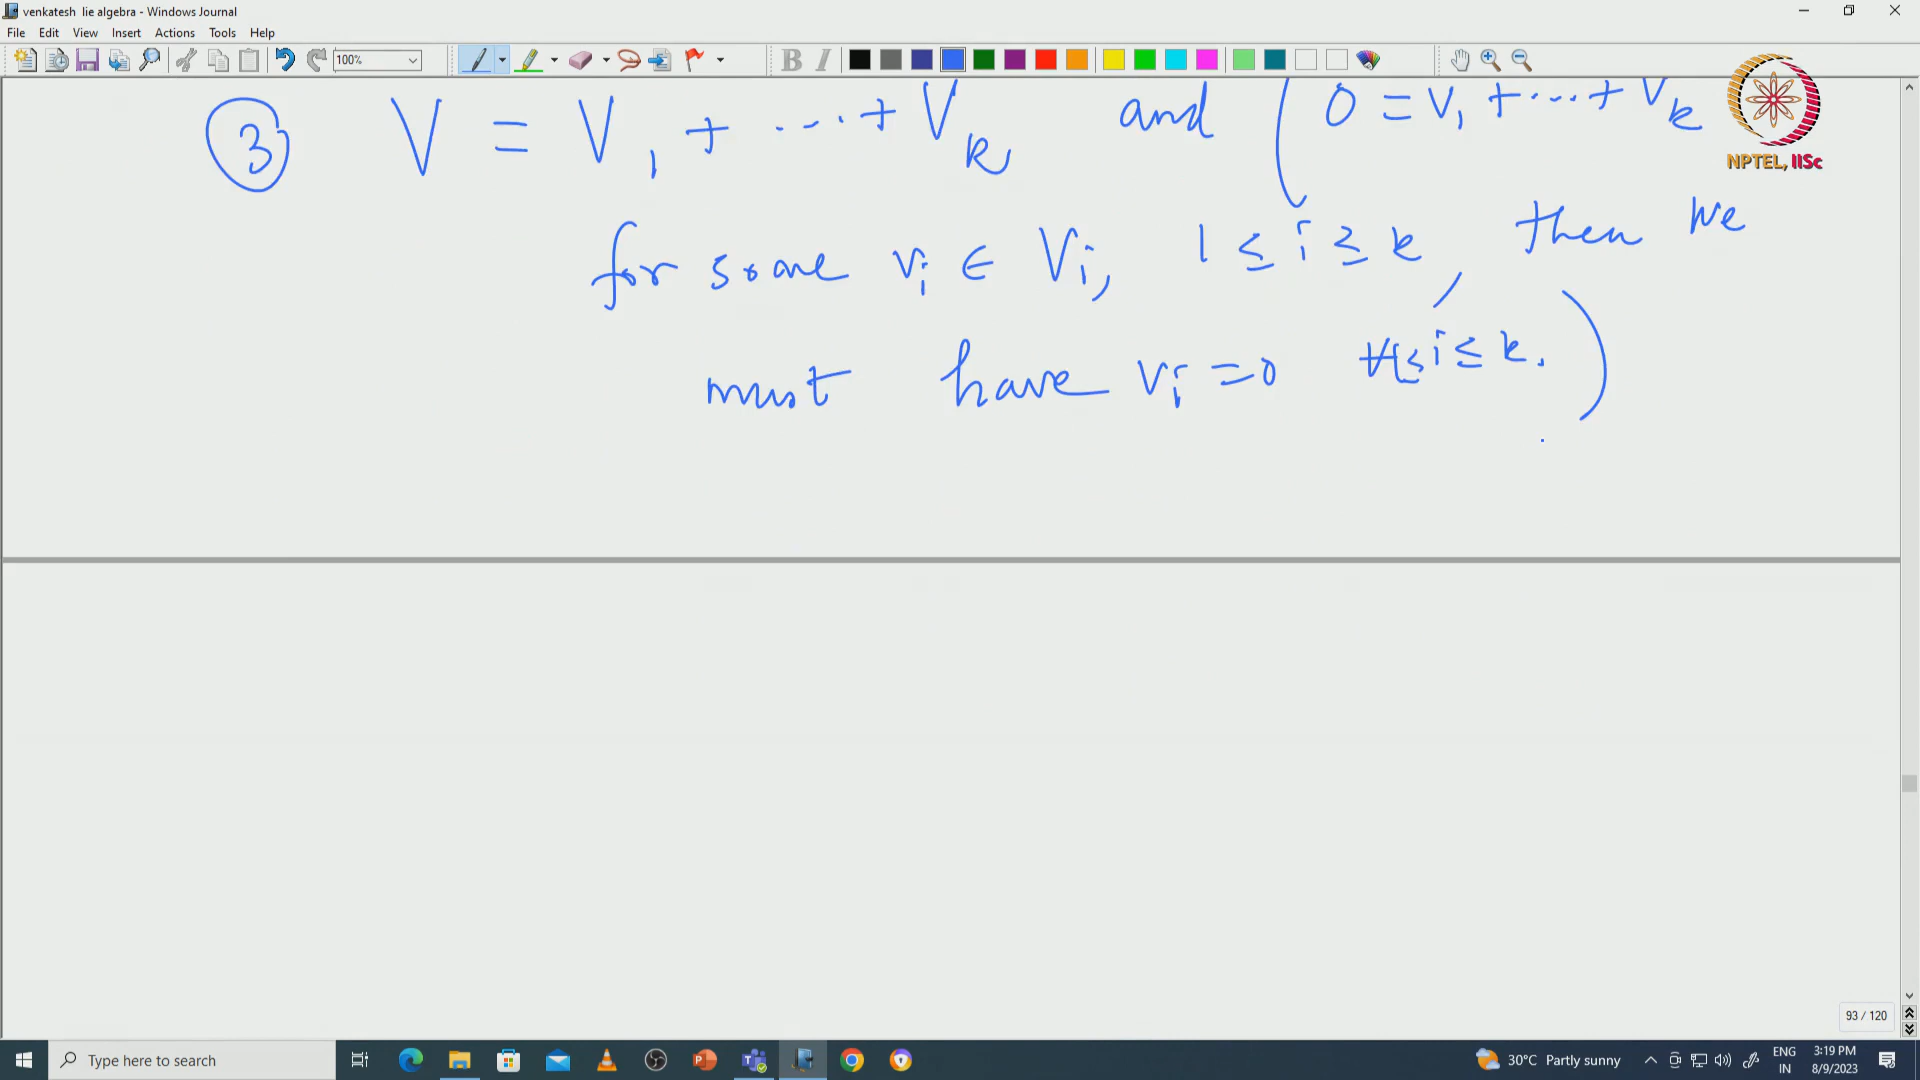 venkatesh lie algebra - Windows Journal
File Edit View Insert Actions Tools Help
100%
B I
NPTEL, IISc
③ V = V₁ + ... + Vₖ and ( 0 = v₁ + ... + vₖ
for some vᵢ ∈ Vᵢ, 1 ≤ i ≥ k, then we
must have vᵢ = 0 ∀ 1 ≤ i ≤ k. )
93 / 120
Type here to search
30°C Partly sunny
ENG
IN
3:19 PM
8/9/2023